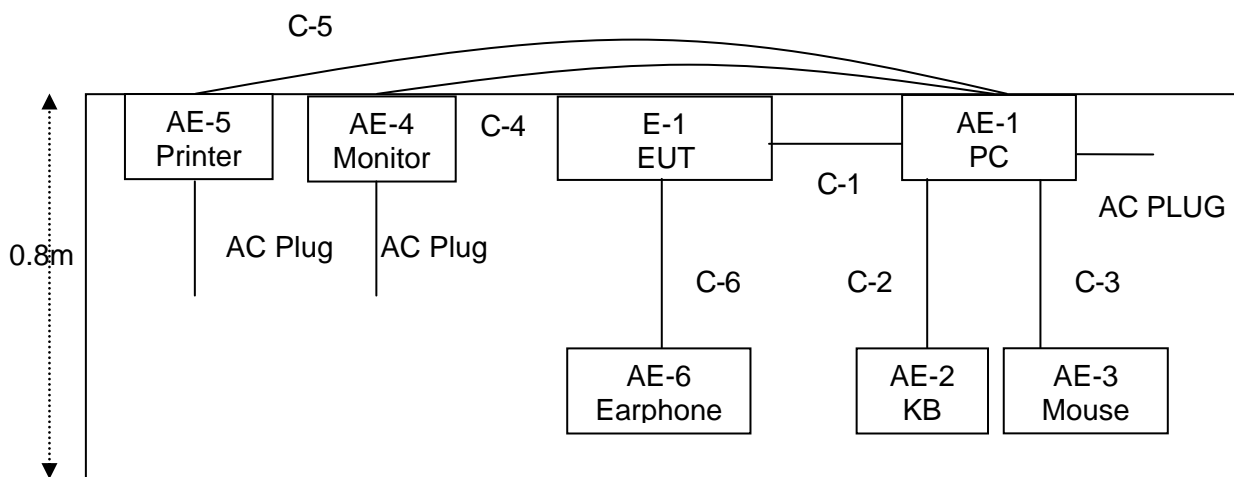 C-5
AE-5
Printer
AE-4
Monitor
C-4
E-1
EUT
C-1
AE-1
PC
AC PLUG
0.8m
AC Plug
AC Plug
C-6
C-2
C-3
AE-6
Earphone
AE-2
KB
AE-3
Mouse